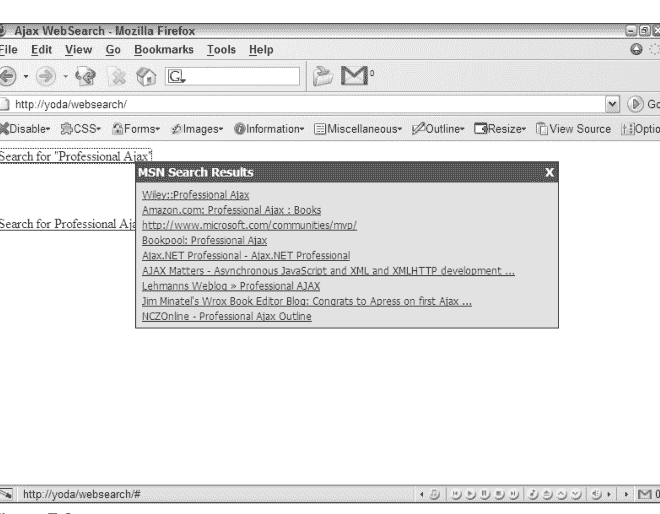 Ajax WebSearch - Mozilla Firefox
File Edit View Go Bookmarks Tools Help
G M 0
http://yoda/websearch/ Go
Disable CSS Forms Images Information Miscellaneous Outline Resize View Source Optio
Search for "Professional Ajax"
MSN Search Results X
Wiley::Professional Ajax
Amazon.com: Professional Ajax : Books
http://www.microsoft.com/communities/mvp/
Search for Professional Aja
Bookpool: Professional Ajax
Ajax.NET Professional - Ajax.NET Professional
AJAX Matters - Asynchronous JavaScript and XML and XMLHTTP development ...
Lehmanns Weblog » Professional AJAX
Jim Minatel's Wrox Book Editor Blog: Congrats to Apress on first Ajax ...
NCZOnline - Professional Ajax Outline
http://yoda/websearch/# M 0